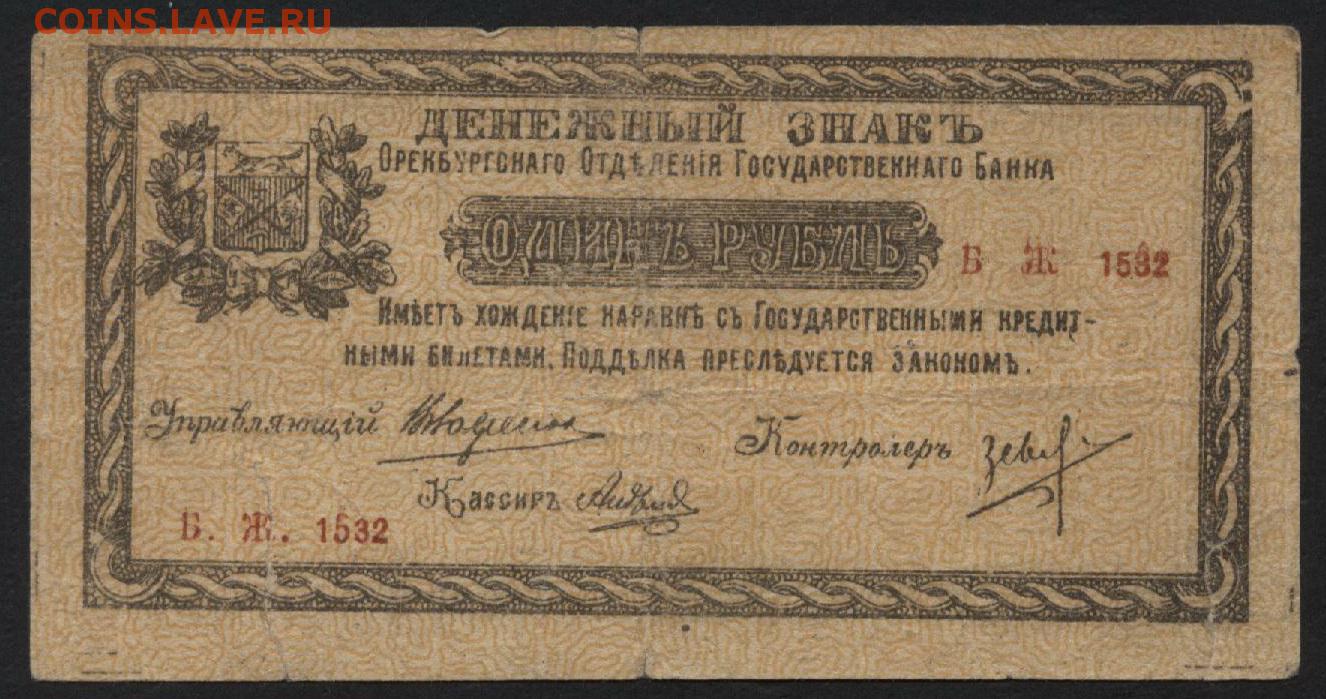 COINS.LAVE.RU
ДЕНЕЖНЫЙ ЗНАКЪ
ОРЕНБУРГСКАГО ОТДѢЛЕНІЯ ГОСУДАРСТВЕННАГО БАНКА
ОДИНЪ РУБЛЬ
Б Ж 1532
ИМѢЕТЪ ХОЖДЕНІЕ НАРАВНѢ СЪ ГОСУДАРСТВЕННЫМИ КРЕДИТ-
НЫМИ БИЛЕТАМИ. ПОДДѢЛКА ПРЕСЛѢДУЕТСЯ ЗАКОНОМЪ.
Управляющій
Контролеръ
Кассиръ
Б. Ж. 1532